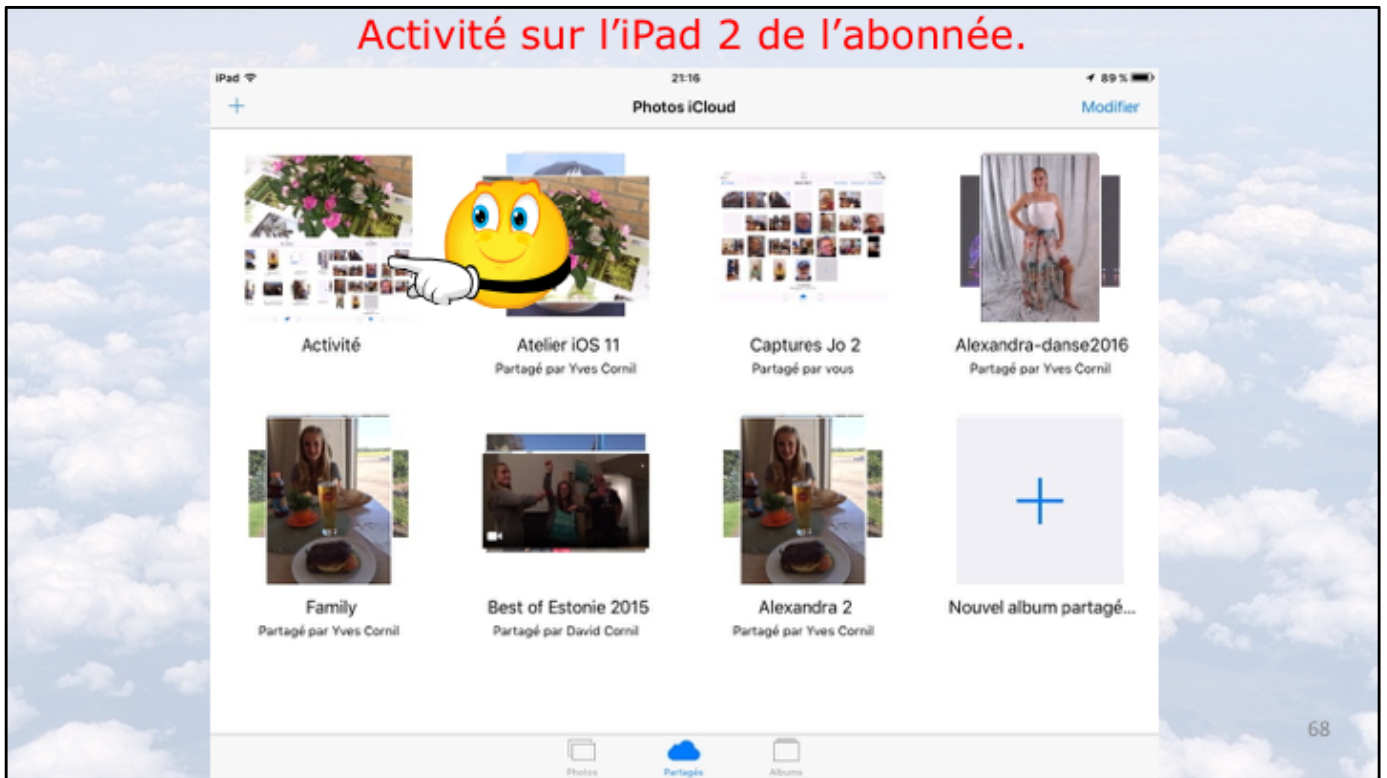 Activité sur l’iPad 2 de l’abonnée.
iPad 21:16 89 %
+ Photos iCloud Modifier
Activité
Atelier iOS 11
Partagé par Yves Cornil
Captures Jo 2
Partagé par vous
Alexandra-danse2016
Partagé par Yves Cornil
Family
Partagé par Yves Cornil
Best of Estonie 2015
Partagé par David Cornil
Alexandra 2
Partagé par Yves Cornil
Nouvel album partagé...
68
Photos Partagés Albums